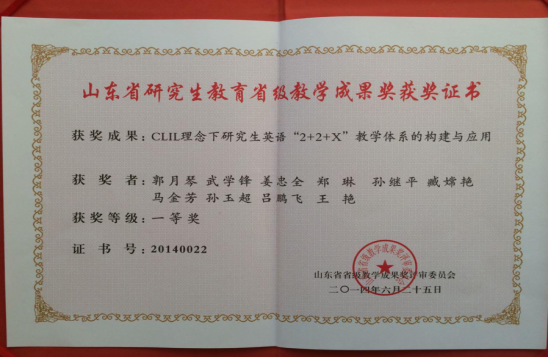 山东省研究生教育省级教学成果奖获奖证书
获奖成果：CLIL理念下研究生英语“2+2+X”教学体系的构建与应用
获 奖 者：郭月琴 武学锋 姜忠全 郑 琳 孙继平 臧嫦艳
马金芳 孙玉超 吕鹏飞 王 艳
获奖等级：一等奖
证 书 号：20140022
山东省省级教学成果奖评审委员会
二〇一四年六月二十五日